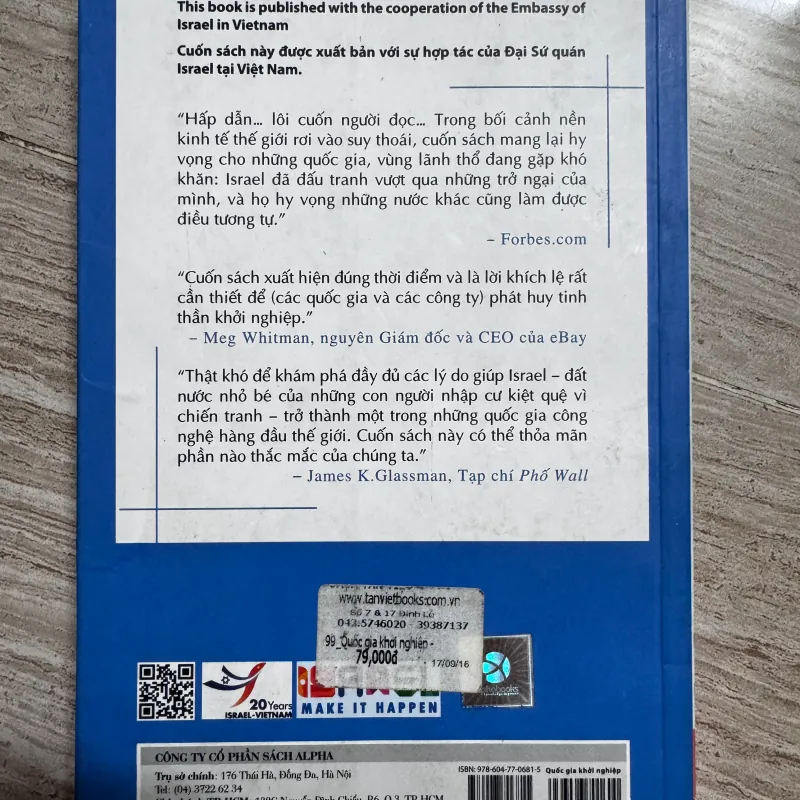 This book is published with the cooperation of the Embassy of
Israel in Vietnam
Cuốn sách này được xuất bản với sự hợp tác của Đại Sứ quán
Israel tại Việt Nam.
“Hấp dẫn... lôi cuốn người đọc... Trong bối cảnh nền
kinh tế thế giới rơi vào suy thoái, cuốn sách mang lại hy
vọng cho những quốc gia, vùng lãnh thổ đang gặp khó
khăn: Israel đã đấu tranh vượt qua những trở ngại của
mình, và họ hy vọng những nước khác cũng làm được
điều tương tự.”
– Forbes.com
“Cuốn sách xuất hiện đúng thời điểm và là lời khích lệ rất
cần thiết để (các quốc gia và các công ty) phát huy tinh
thần khởi nghiệp.”
– Meg Whitman, nguyên Giám đốc và CEO của eBay
“Thật khó để khám phá đầy đủ các lý do giúp Israel – đất
nước nhỏ bé của những con người nhập cư kiệt quệ vì
chiến tranh – trở thành một trong những quốc gia công
nghệ hàng đầu thế giới. Cuốn sách này có thể thỏa mãn
phần nào thắc mắc của chúng ta.”
– James K.Glassman, Tạp chí Phố Wall
www.tanvietbooks.com.vn
Số 7 & 17 Đinh Lễ
043.5746020 - 39387137
99_Quốc gia khởi nghiệp -
79,000đ
17/09/16
20 Years
ISRAEL-VIETNAM
MAKE IT HAPPEN
CÔNG TY CỔ PHẦN SÁCH ALPHA
Trụ sở chính: 176 Thái Hà, Đống Đa, Hà Nội
Tel: (04) 3722 62 34
ISBN: 978-604-77-0681-5 Quốc gia khởi nghiệp